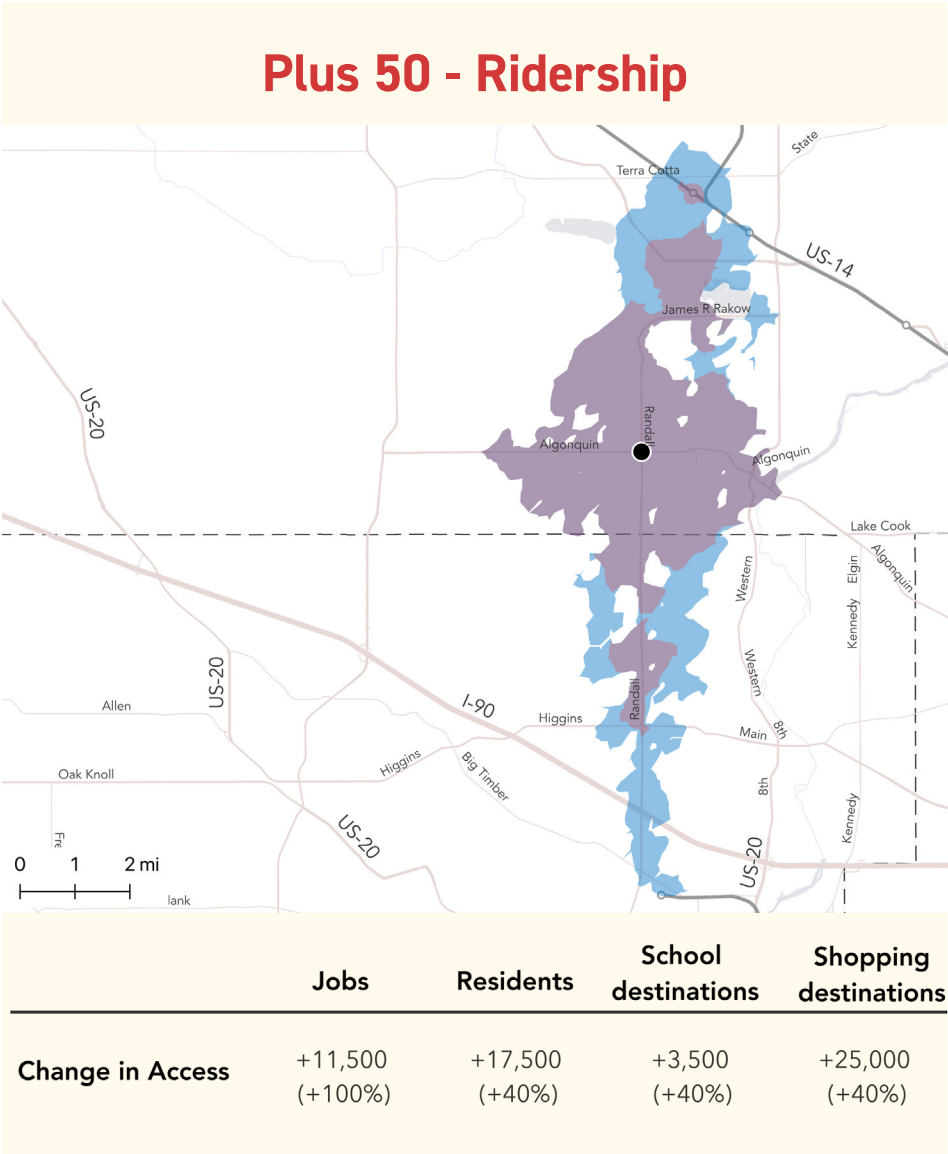 Plus 50 - Ridership
State
Terra Cotta
US-14
James R Rakow
US-20
Randall
Algonquin
Algonquin
Lake Cook
Algonquin
Elgin
Western
Kennedy
Western
US-20
Randall
I-90
Allen
Higgins
8th
Main
Higgins
Oak Knoll
Big Timber
8th
Kennedy
Fre
US-20
US-20
0 1 2 mi
lank
Jobs
Residents
School
destinations
Shopping
destinations
Change in Access
+11,500
(+100%)
+17,500
(+40%)
+3,500
(+40%)
+25,000
(+40%)